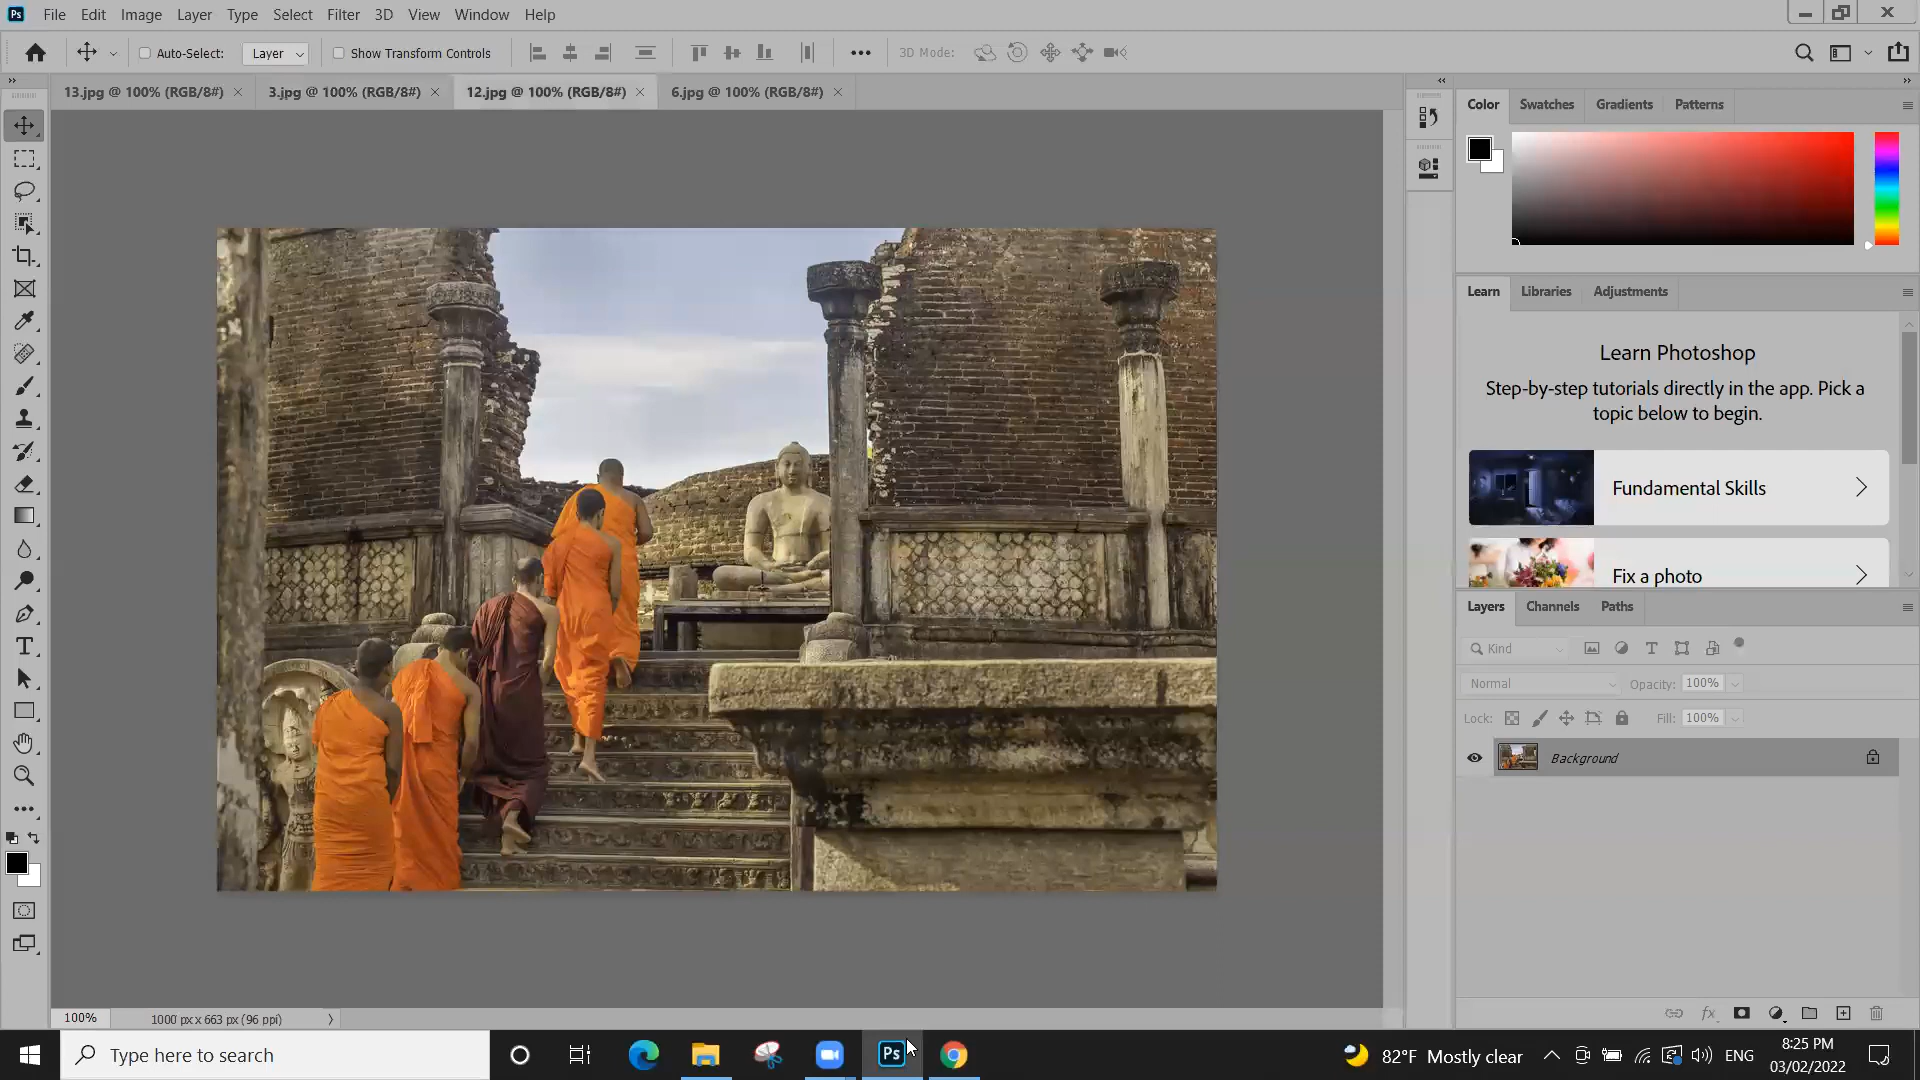 Ps File Edit Image Layer Type Select Filter 3D View Window Help
Auto-Select: Layer Show Transform Controls 3D Mode:
13.jpg @ 100% (RGB/8#) 3.jpg @ 100% (RGB/8#) 12.jpg @ 100% (RGB/8#) 6.jpg @ 100% (RGB/8#)
Color Swatches Gradients Patterns
Learn Libraries Adjustments
Learn Photoshop
Step-by-step tutorials directly in the app. Pick a
topic below to begin.
Fundamental Skills
Fix a photo
Layers Channels Paths
Kind
Normal Opacity: 100%
Lock: Fill: 100%
Background
fx
100% 1000 px x 663 px (96 ppi)
Type here to search
Ps
82°F Mostly clear
ENG
8:25 PM
03/02/2022